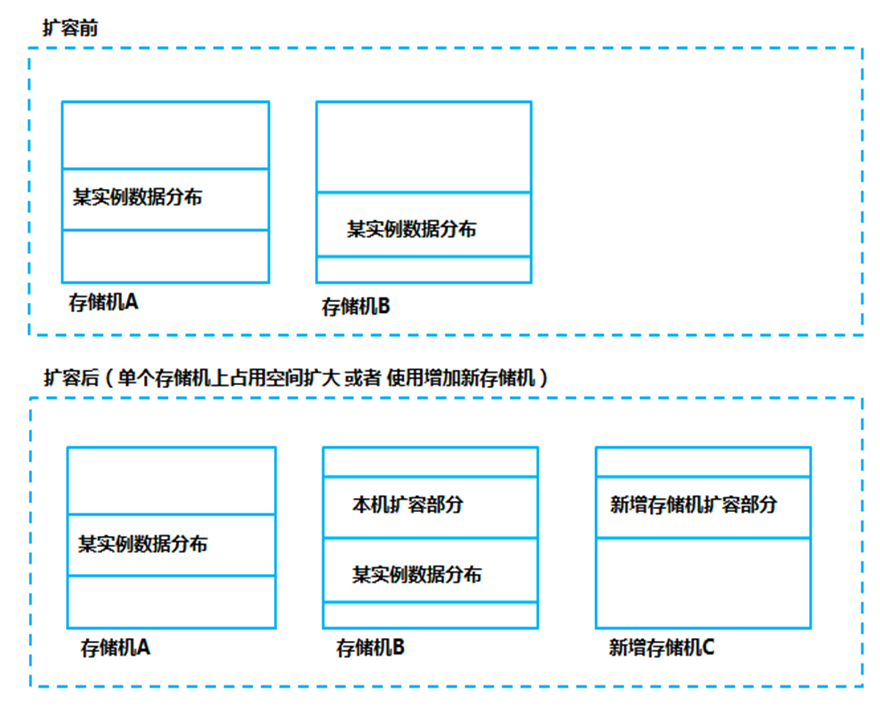 扩容前
某实例数据分布
某实例数据分布
存储机A
存储机B
扩容后（单个存储机上占用空间扩大 或者 使用增加新存储机）
本机扩容部分
新增存储机扩容部分
某实例数据分布
某实例数据分布
存储机A
存储机B
新增存储机C